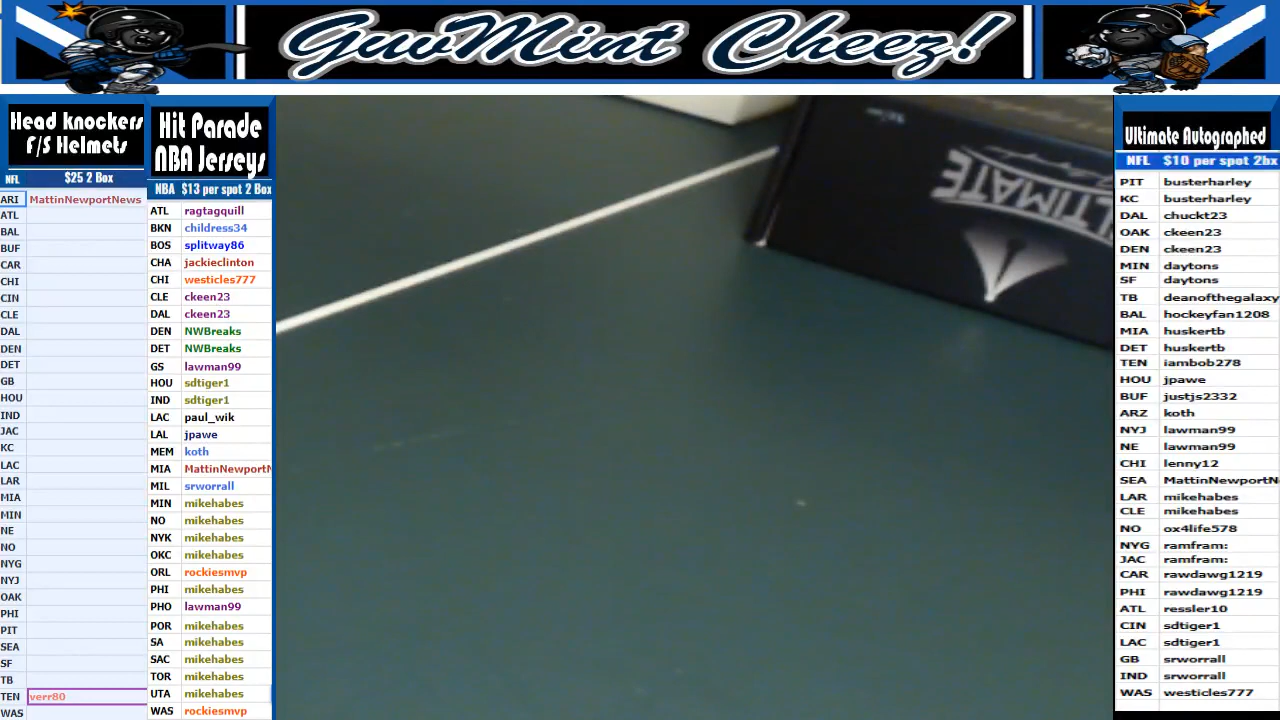 GuvMint Cheez!
Head knockers
F/S Helmets
NFL $25 2 Box
ARI MattinNewportNews
ATL
BAL
BUF
CAR
CHI
CIN
CLE
DAL
DEN
DET
GB
HOU
IND
JAC
KC
LAC
LAR
MIA
MIN
NE
NO
NYG
NYJ
OAK
PHI
PIT
SEA
SF
TB
TEN verr80
WAS
Hit Parade
NBA Jerseys
NBA $13 per spot 2 Box
ATL ragtagquill
BKN childress34
BOS splitway86
CHA jackieclinton
CHI westicles777
CLE ckeen23
DAL ckeen23
DEN NWBreaks
DET NWBreaks
GS lawman99
HOU sdtiger1
IND sdtiger1
LAC paul_wik
LAL jpawe
MEM koth
MIA MattinNewportN
MIL srworrall
MIN mikehabes
NO mikehabes
NYK mikehabes
OKC mikehabes
ORL rockiesmvp
PHI mikehabes
PHO lawman99
POR mikehabes
SA mikehabes
SAC mikehabes
TOR mikehabes
UTA mikehabes
WAS rockiesmvp
ULTIMATE
Ultimate Autographed
NFL $10 per spot 2bx
PIT busterharley
KC busterharley
DAL chuckt23
OAK ckeen23
DEN ckeen23
MIN daytons
SF daytons
TB deanofthegalaxy
BAL hockeyfan1208
MIA huskertb
DET huskertb
TEN iambob278
HOU jpawe
BUF justjs2332
ARZ koth
NYJ lawman99
NE lawman99
CHI lenny12
SEA MattinNewportN
LAR mikehabes
CLE mikehabes
NO ox4life578
NYG ramfram:
JAC ramfram:
CAR rawdawg1219
PHI rawdawg1219
ATL ressler10
CIN sdtiger1
LAC sdtiger1
GB srworrall
IND srworrall
WAS westicles777